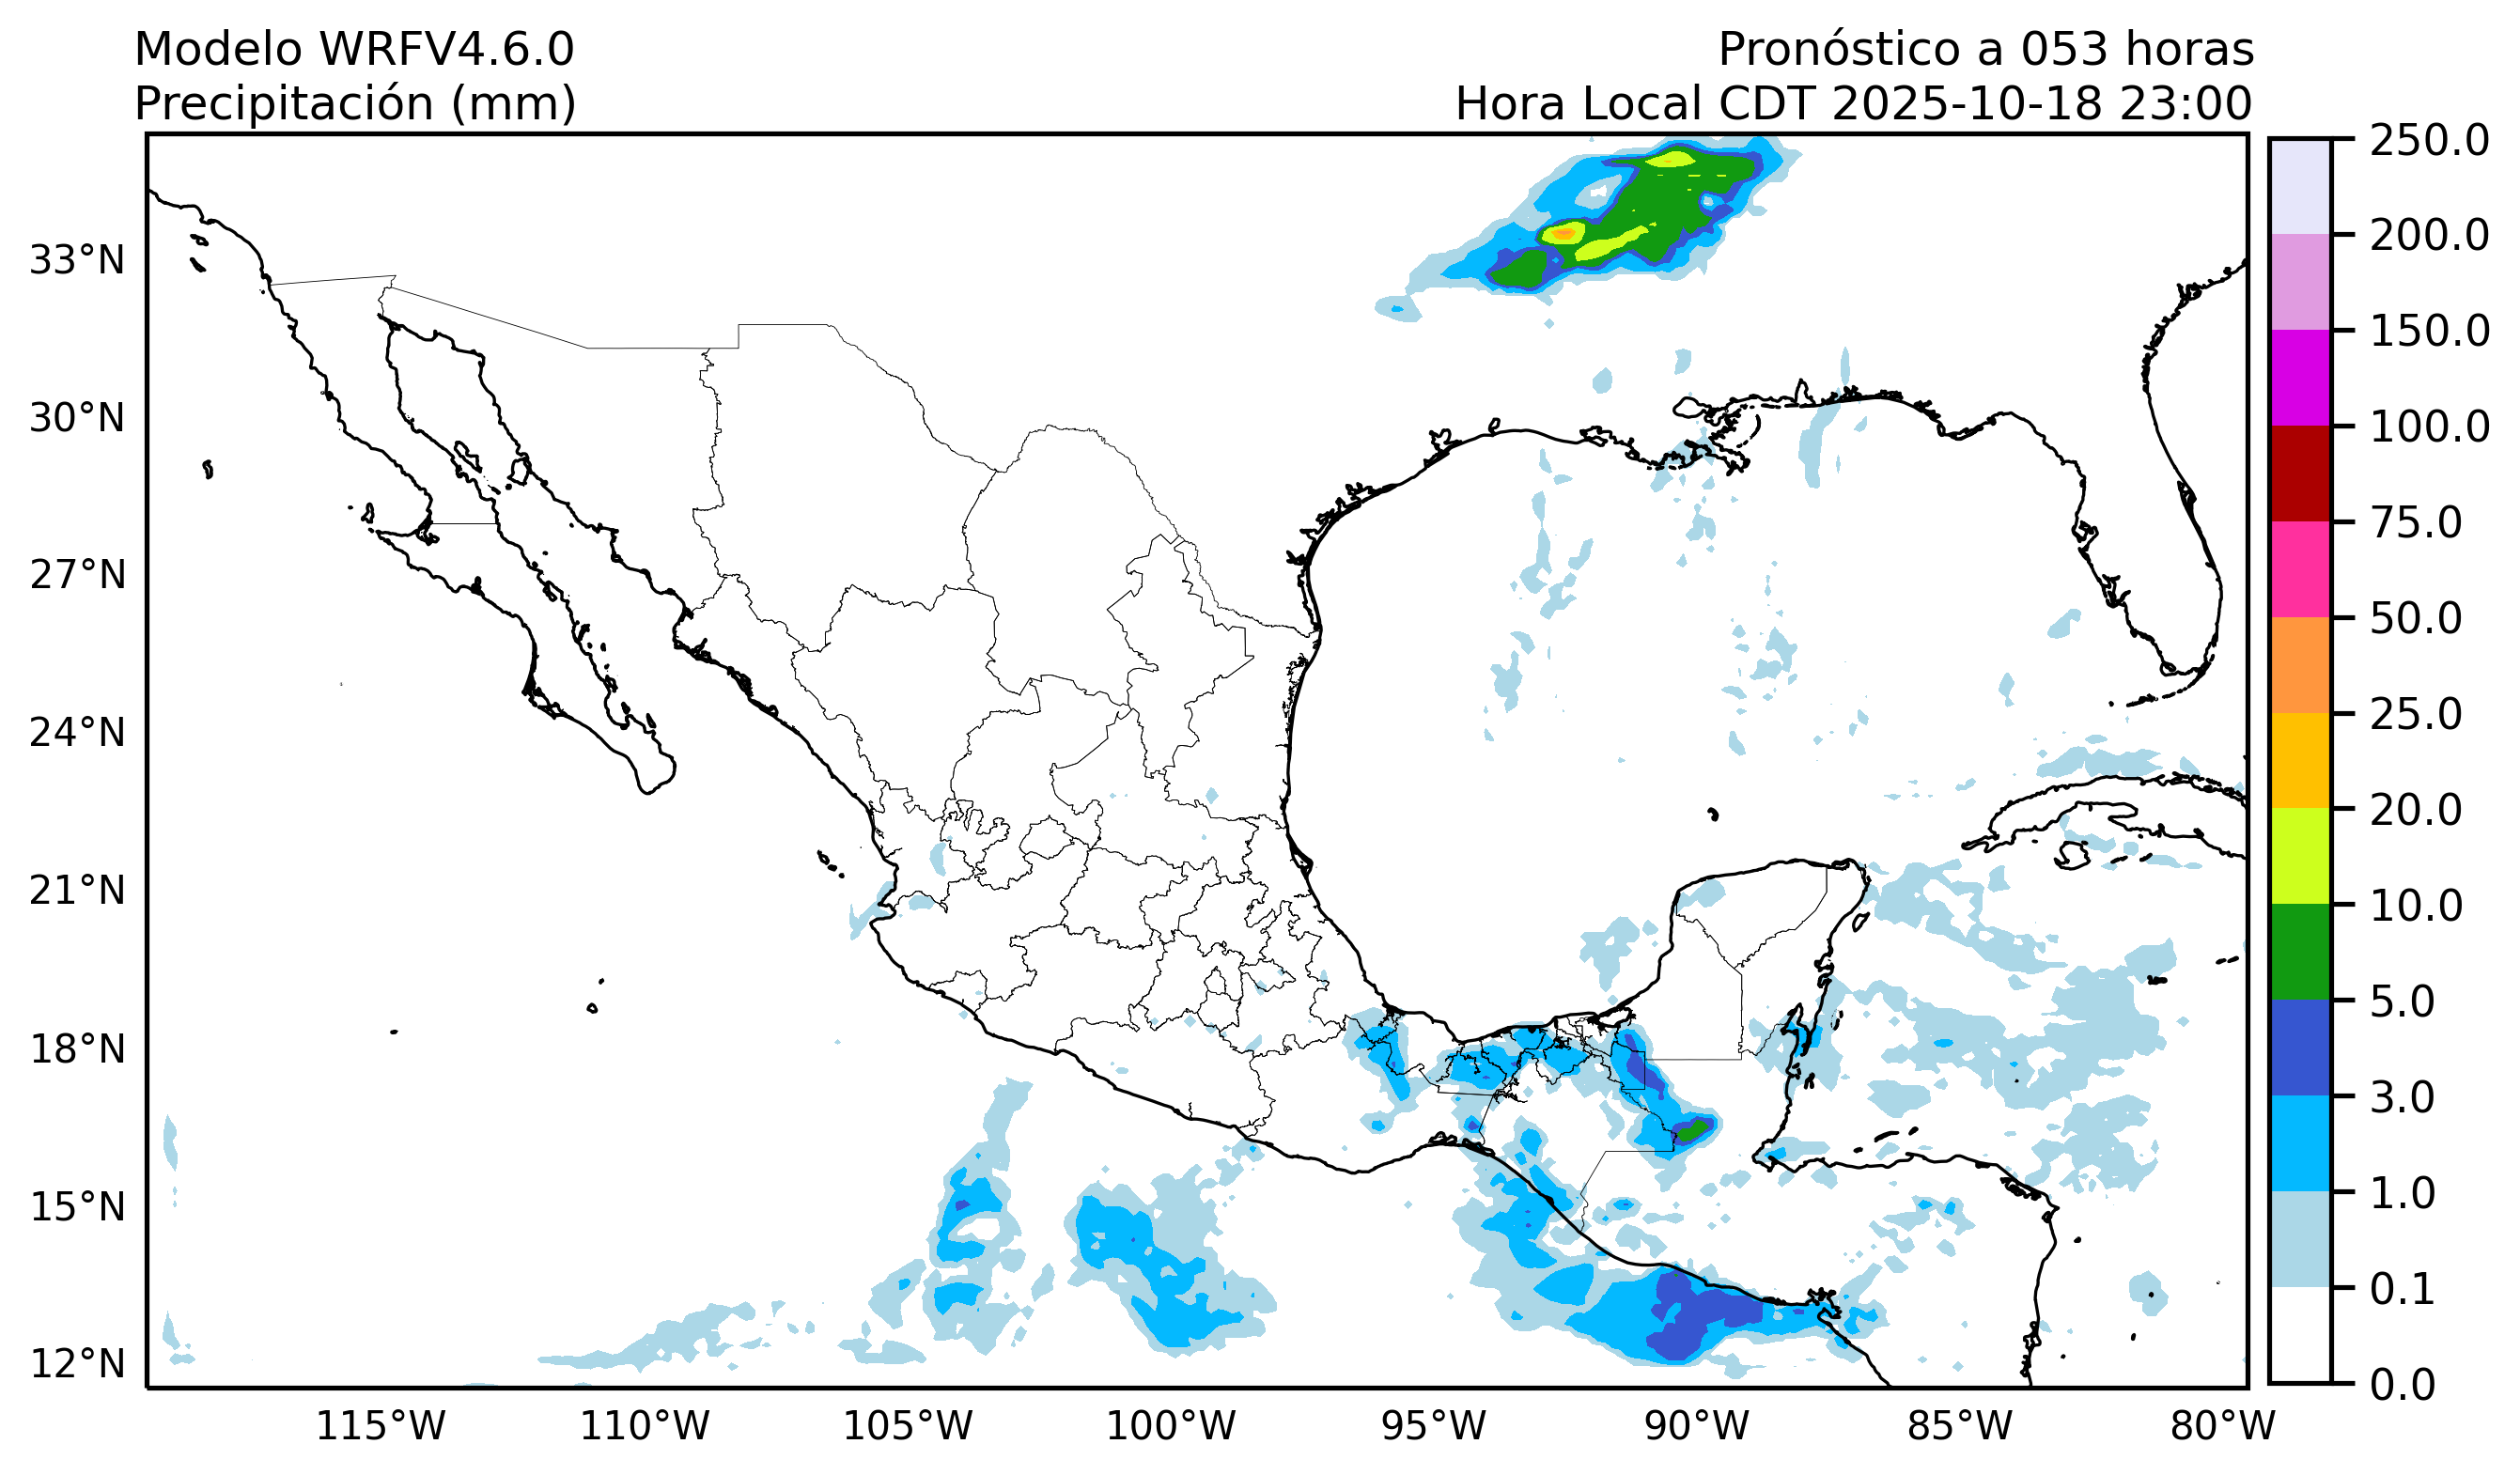 Modelo WRFV4.6.0
Precipitación (mm)
Pronóstico a 053 horas
Hora Local CDT 2025-10-18 23:00
33°N
30°N
27°N
24°N
21°N
18°N
15°N
12°N
115°W
110°W
105°W
100°W
95°W
90°W
85°W
80°W
250.0
200.0
150.0
100.0
75.0
50.0
25.0
20.0
10.0
5.0
3.0
1.0
0.1
0.0